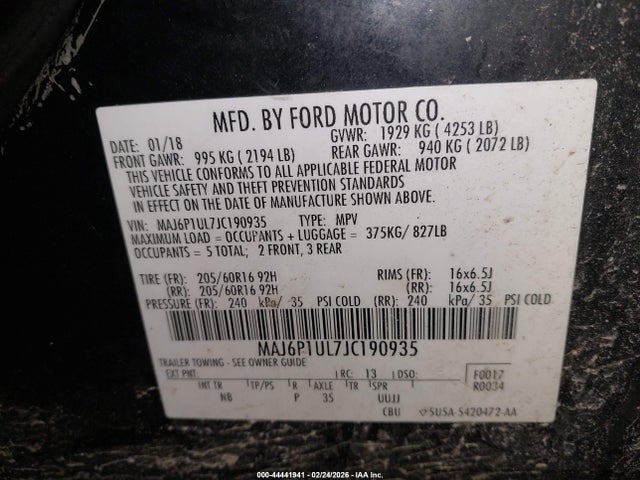 MFD. BY FORD MOTOR CO.
DATE: 01/18 GVWR: 1929 KG ( 4253 LB)
FRONT GAWR: 995 KG ( 2194 LB) REAR GAWR: 940 KG ( 2072 LB)
THIS VEHICLE CONFORMS TO ALL APPLICABLE FEDERAL MOTOR
VEHICLE SAFETY AND THEFT PREVENTION STANDARDS
IN EFFECT ON THE DATE OF MANUFACTURE SHOWN ABOVE.
VIN: MAJ6P1UL7JC190935 TYPE: MPV
MAXIMUM LOAD = OCCUPANTS + LUGGAGE = 375KG/ 827LB
OCCUPANTS = 5 TOTAL; 2 FRONT, 3 REAR
TIRE (FR): 205/60R16 92H RIMS (FR): 16x6.5J
(RR): 205/60R16 92H (RR): 16x6.5J
PRESSURE (FR): 240 kPa/ 35 PSI COLD (RR): 240 kPa/ 35 PSI COLD
MAJ6P1UL7JC190935
TRAILER TOWING - SEE OWNER GUIDE
EXT PNT: RC: 13 DSO: F0017
R0034
INT TR TP/PS R AXLE TR SPR
NB P 35 UUJJ
CBU SU5A-5420472-AA
000-44441941 - 02/24/2026 - IAA Inc.